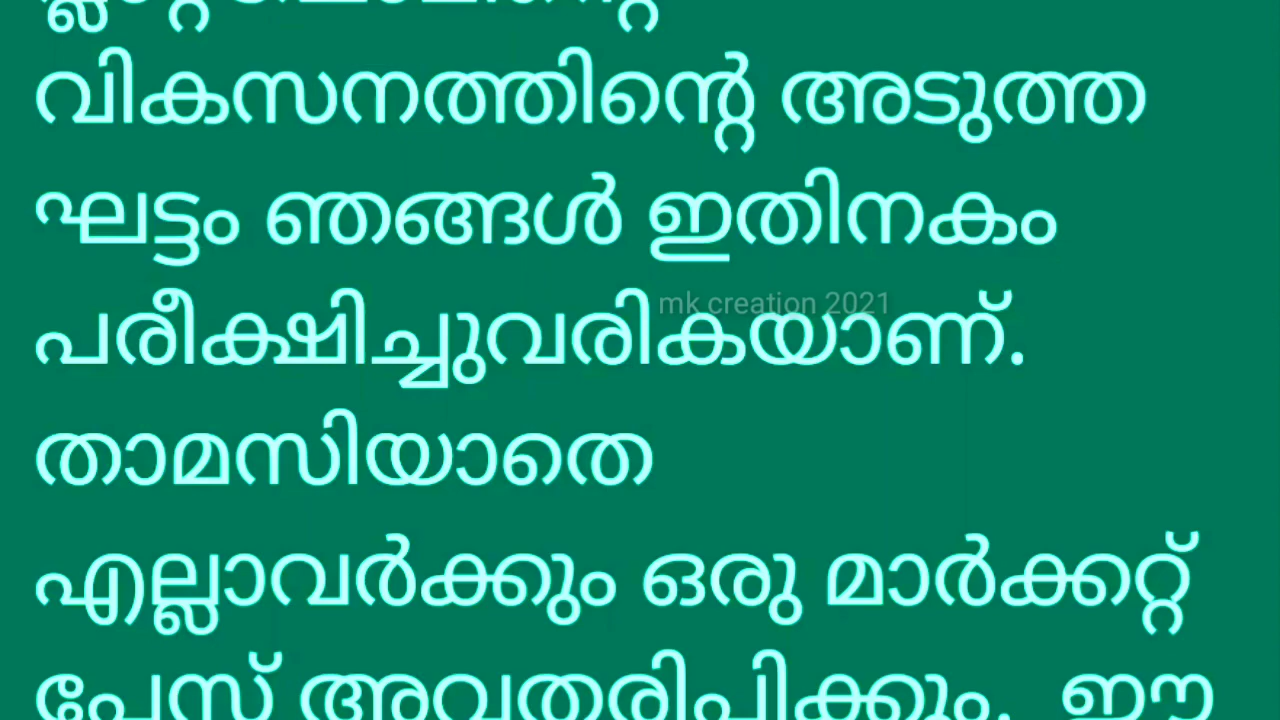 വികസനത്തിന്റെ അടുത്ത
ഘട്ടം ഞങ്ങൾ ഇതിനകം
mk creation 2021
പരീക്ഷിച്ചുവരികയാണ്.
താമസിയാതെ
എല്ലാവർക്കും ഒരു മാർക്കറ്റ്
പ്ലേസ് അവതരിപ്പിക്കും. ഈ